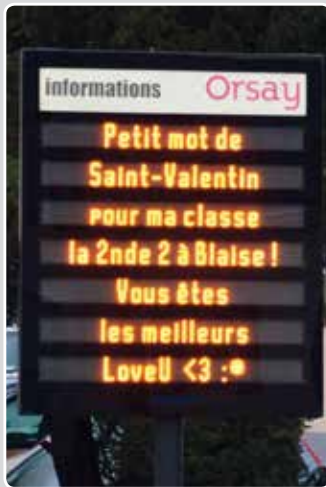 informations Orsay
Petit mot de
Saint-Valentin
pour ma classe
la 2nde 2 à Blaise !
Vous êtes
les meilleurs
LoveU <3 :*